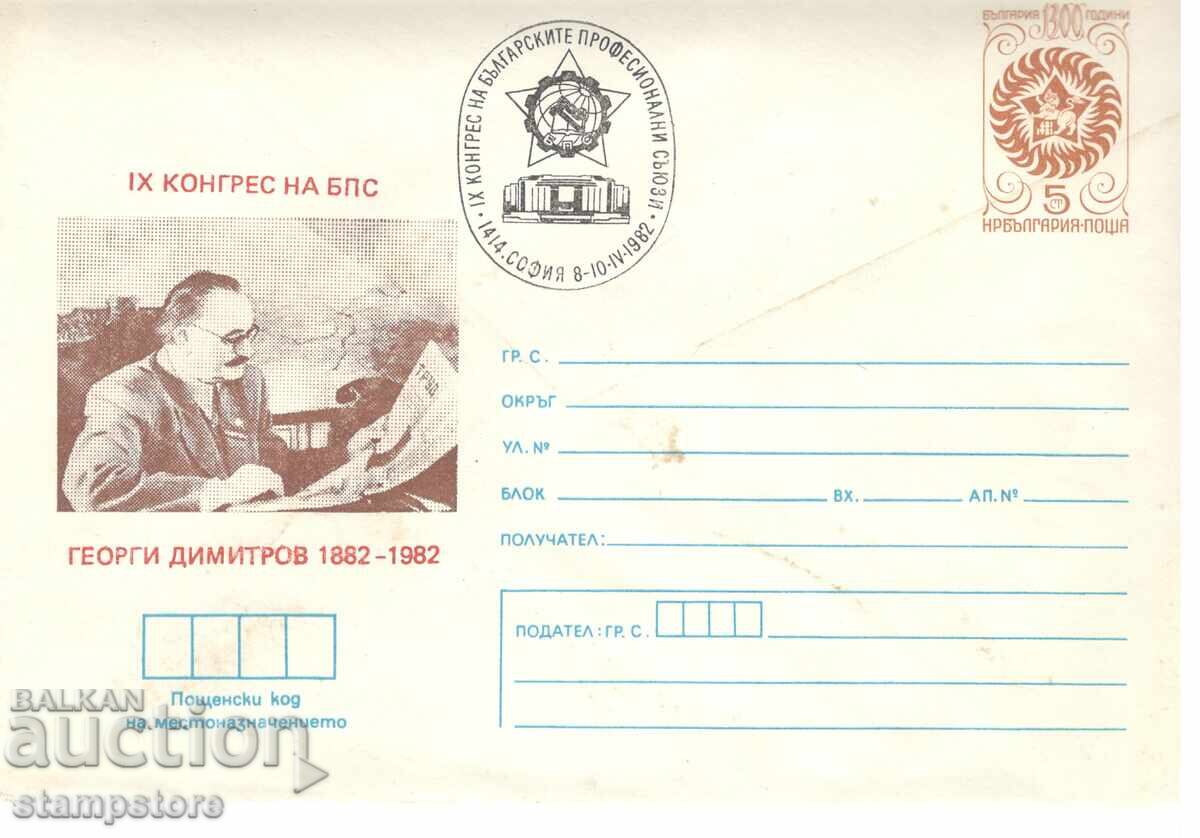 БЪЛГАРИЯ 1300 ГОДИНИ
5
СТ
НРБЪЛГАРИЯ·ПОЩА
IX КОНГРЕС НА БЪЛГАРСКИТЕ ПРОФЕСИОНАЛНИ СЪЮЗИ
БПС
1414. СОФИЯ 8-10·IV·1982
IX КОНГРЕС НА БПС
ТРУД
ГЕОРГИ ДИМИТРОВ 1882-1982
ГР. С.
ОКРЪГ
УЛ. №
БЛОК ВХ. АП. №
ПОЛУЧАТЕЛ:
ПОДАТЕЛ: ГР. С.
Пощенски код
на местоназначението
BALKAN
auction
stampstore